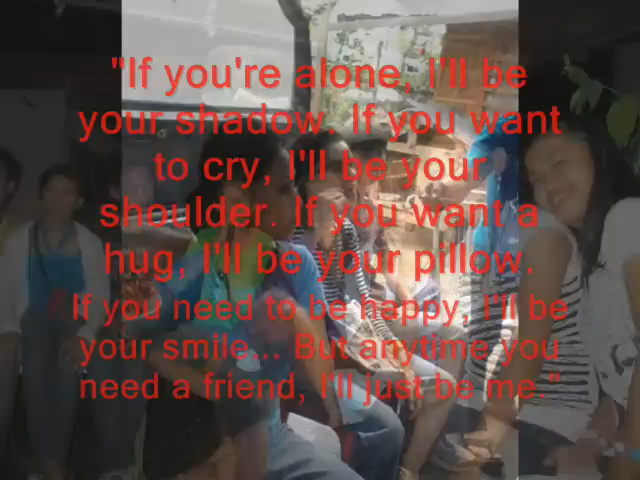 "If you're alone, I'll be
your shadow. If you want
to cry, I'll be your
shoulder. If you want a
hug, I'll be your pillow.
If you need to be happy, I'll be
your smile... But anytime you
need a friend, I'll just be me."